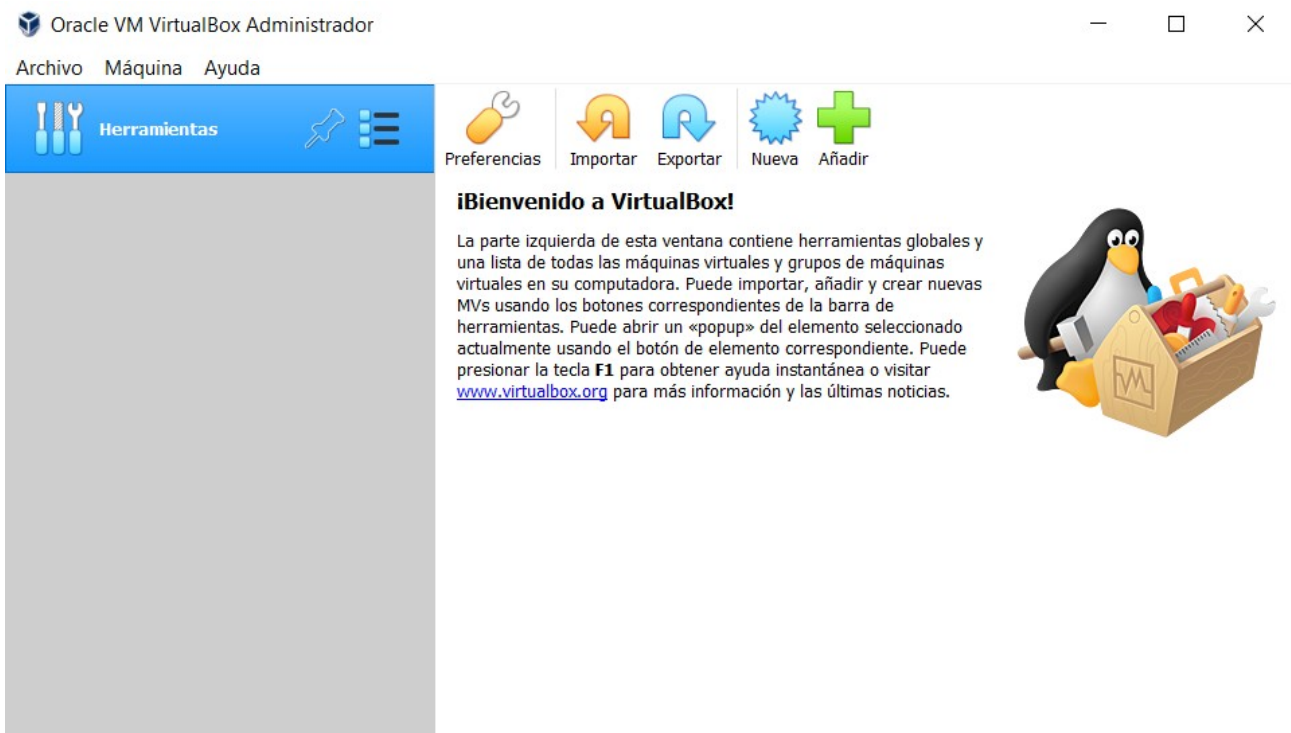 Oracle VM VirtualBox Administrador
Archivo Máquina Ayuda
Herramientas
Preferencias Importar Exportar Nueva Añadir
¡Bienvenido a VirtualBox!
La parte izquierda de esta ventana contiene herramientas globales y
una lista de todas las máquinas virtuales y grupos de máquinas
virtuales en su computadora. Puede importar, añadir y crear nuevas
MVs usando los botones correspondientes de la barra de
herramientas. Puede abrir un «popup» del elemento seleccionado
actualmente usando el botón de elemento correspondiente. Puede
presionar la tecla F1 para obtener ayuda instantánea o visitar
www.virtualbox.org para más información y las últimas noticias.